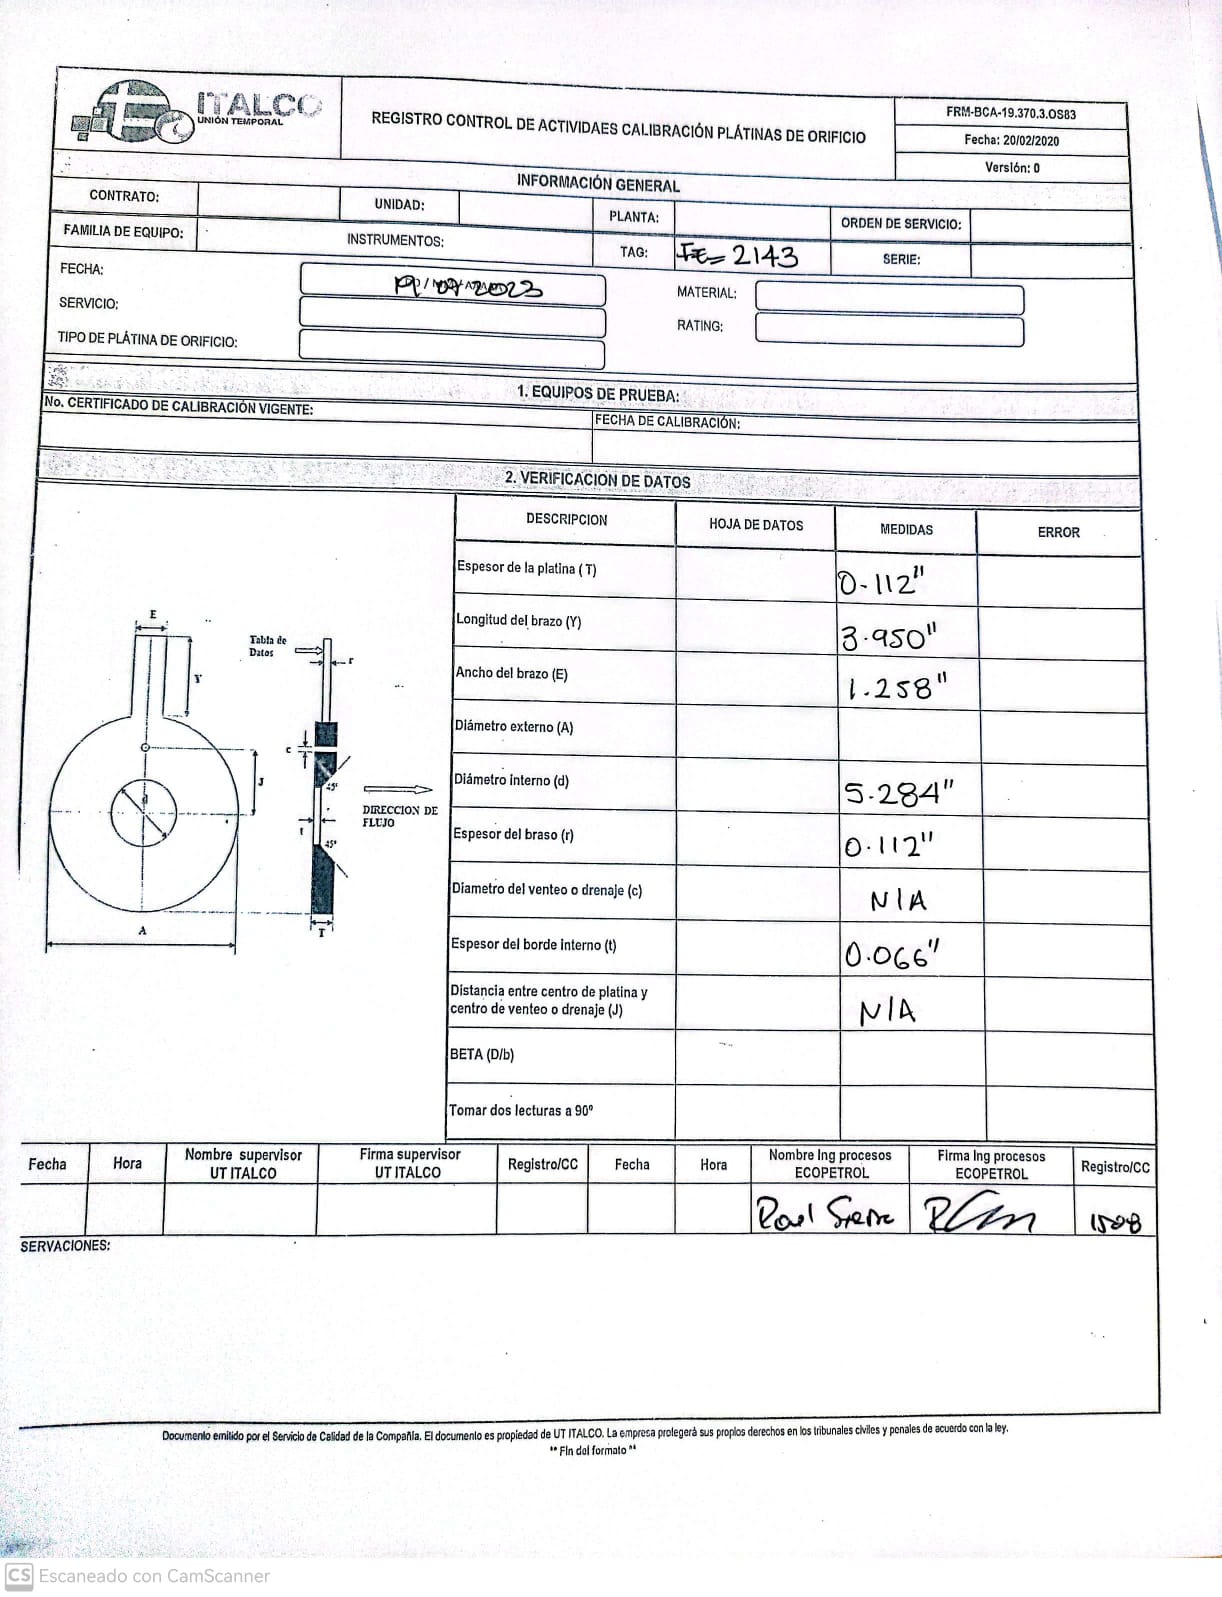 ITALCO
UNIÓN TEMPORAL
REGISTRO CONTROL DE ACTIVIDAES CALIBRACIÓN PLÁTINAS DE ORIFICIO
FRM-BCA-19.370.3.OS83
Fecha: 20/02/2020
Versión: 0
INFORMACIÓN GENERAL
CONTRATO:
UNIDAD:
PLANTA:
ORDEN DE SERVICIO:
FAMILIA DE EQUIPO:
INSTRUMENTOS:
TAG: FE-2143
SERIE:
FECHA: 19/07/2023
MATERIAL:
SERVICIO:
RATING:
TIPO DE PLÁTINA DE ORIFICIO:
1. EQUIPOS DE PRUEBA:
No. CERTIFICADO DE CALIBRACIÓN VIGENTE:
FECHA DE CALIBRACIÓN:
2. VERIFICACION DE DATOS
DESCRIPCION HOJA DE DATOS MEDIDAS ERROR
Espesor de la platina (T) 0.112"
Longitud del brazo (Y) 3.950"
Ancho del brazo (E) 1.258"
Diámetro externo (A)
Diámetro interno (d) 5.284"
Espesor del braso (r) 0.112"
Diametro del venteo o drenaje (c) N/A
Espesor del borde interno (t) 0.066"
Distancia entre centro de platina y
centro de venteo o drenaje (J) N/A
BETA (D/b)
Tomar dos lecturas a 90º
E
Tabla de
Datos
r
Y
c
J
45º
d
DIRECCION DE
FLUJO
t
45º
A
T
Fecha Hora Nombre supervisor UT ITALCO Firma supervisor UT ITALCO Registro/CC Fecha Hora Nombre Ing procesos ECOPETROL Firma Ing procesos ECOPETROL Registro/CC
Raul Sierra 1508
SERVACIONES:
Documento emitido por el Servicio de Calidad de la Compañía. El documento es propiedad de UT ITALCO. La empresa protegerá sus propios derechos en los tribunales civiles y penales de acuerdo con la ley.
** Fin del formato **
CS Escaneado con CamScanner